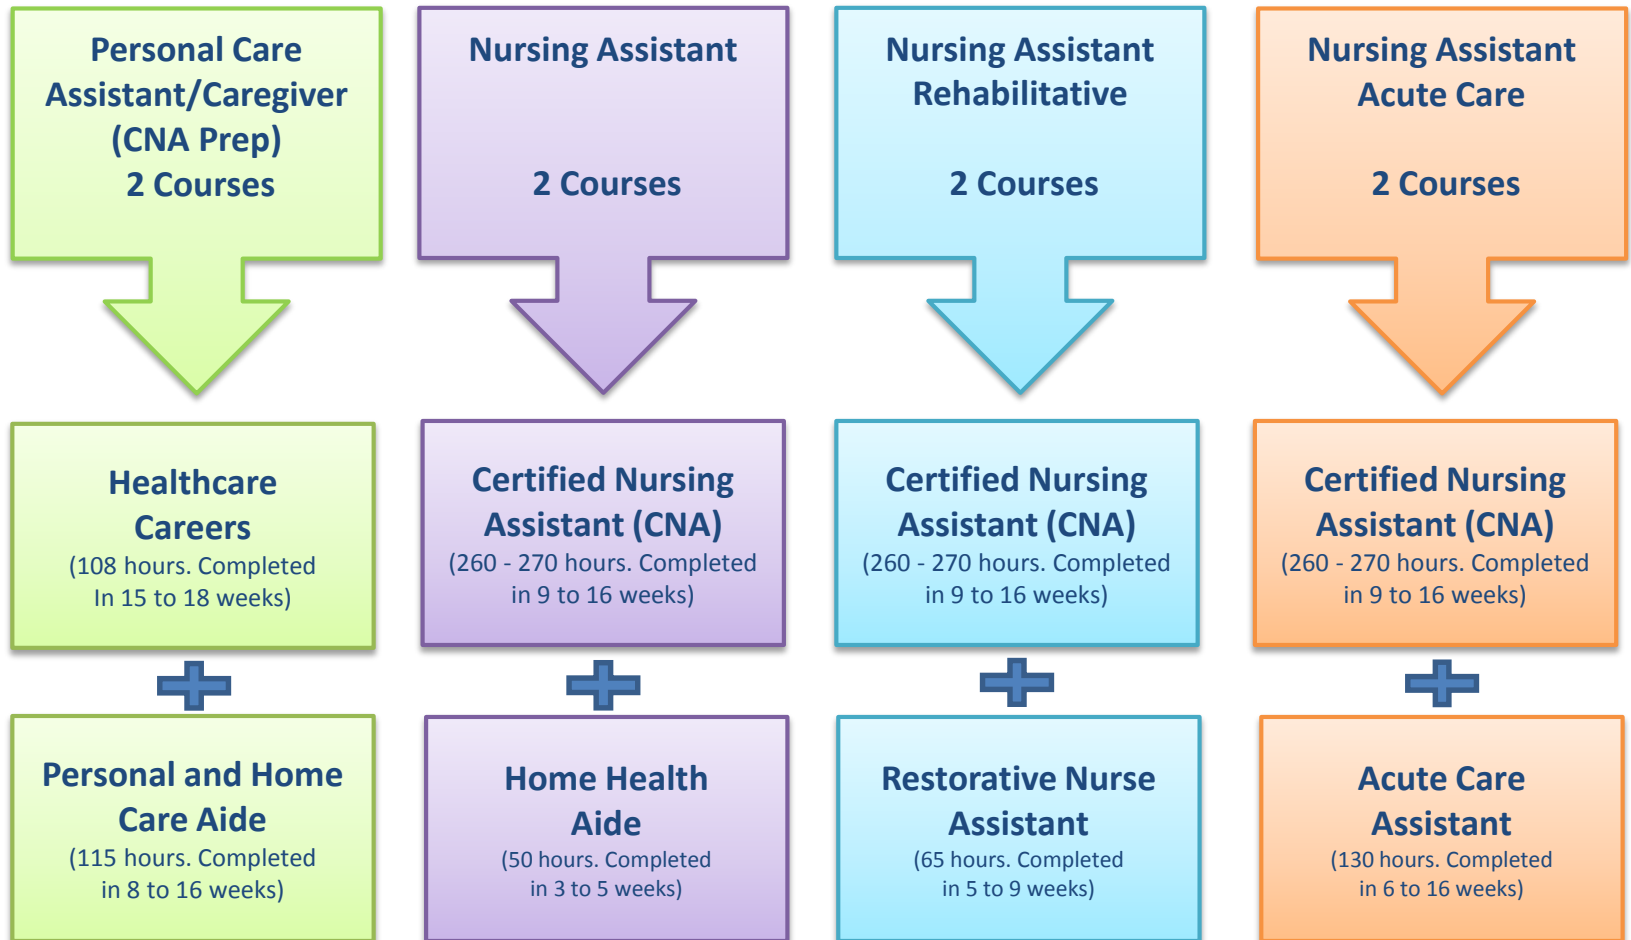 Personal Care
Assistant/Caregiver
(CNA Prep)
2 Courses
Nursing Assistant
2 Courses
Nursing Assistant
Rehabilitative
2 Courses
Nursing Assistant
Acute Care
2 Courses
Healthcare
Careers
(108 hours. Completed
In 15 to 18 weeks)
Certified Nursing
Assistant (CNA)
(260 - 270 hours. Completed
in 9 to 16 weeks)
Certified Nursing
Assistant (CNA)
(260 - 270 hours. Completed
in 9 to 16 weeks)
Certified Nursing
Assistant (CNA)
(260 - 270 hours. Completed
in 9 to 16 weeks)
Personal and Home
Care Aide
(115 hours. Completed
in 8 to 16 weeks)
Home Health
Aide
(50 hours. Completed
in 3 to 5 weeks)
Restorative Nurse
Assistant
(65 hours. Completed
in 5 to 9 weeks)
Acute Care
Assistant
(130 hours. Completed
in 6 to 16 weeks)